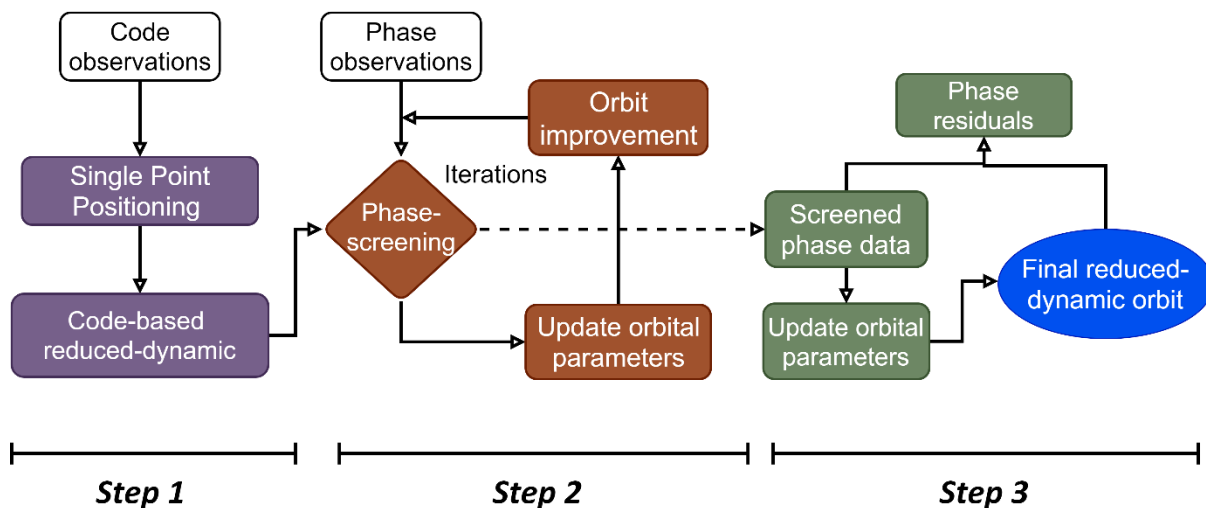 Code
observations
Single Point
Positioning
Code-based
reduced-dynamic
Phase
observations
Orbit
improvement
Iterations
Phase-
screening
Update orbital
parameters
Phase
residuals
Screened
phase data
Update orbital
parameters
Final reduced-
dynamic orbit
Step 1
Step 2
Step 3